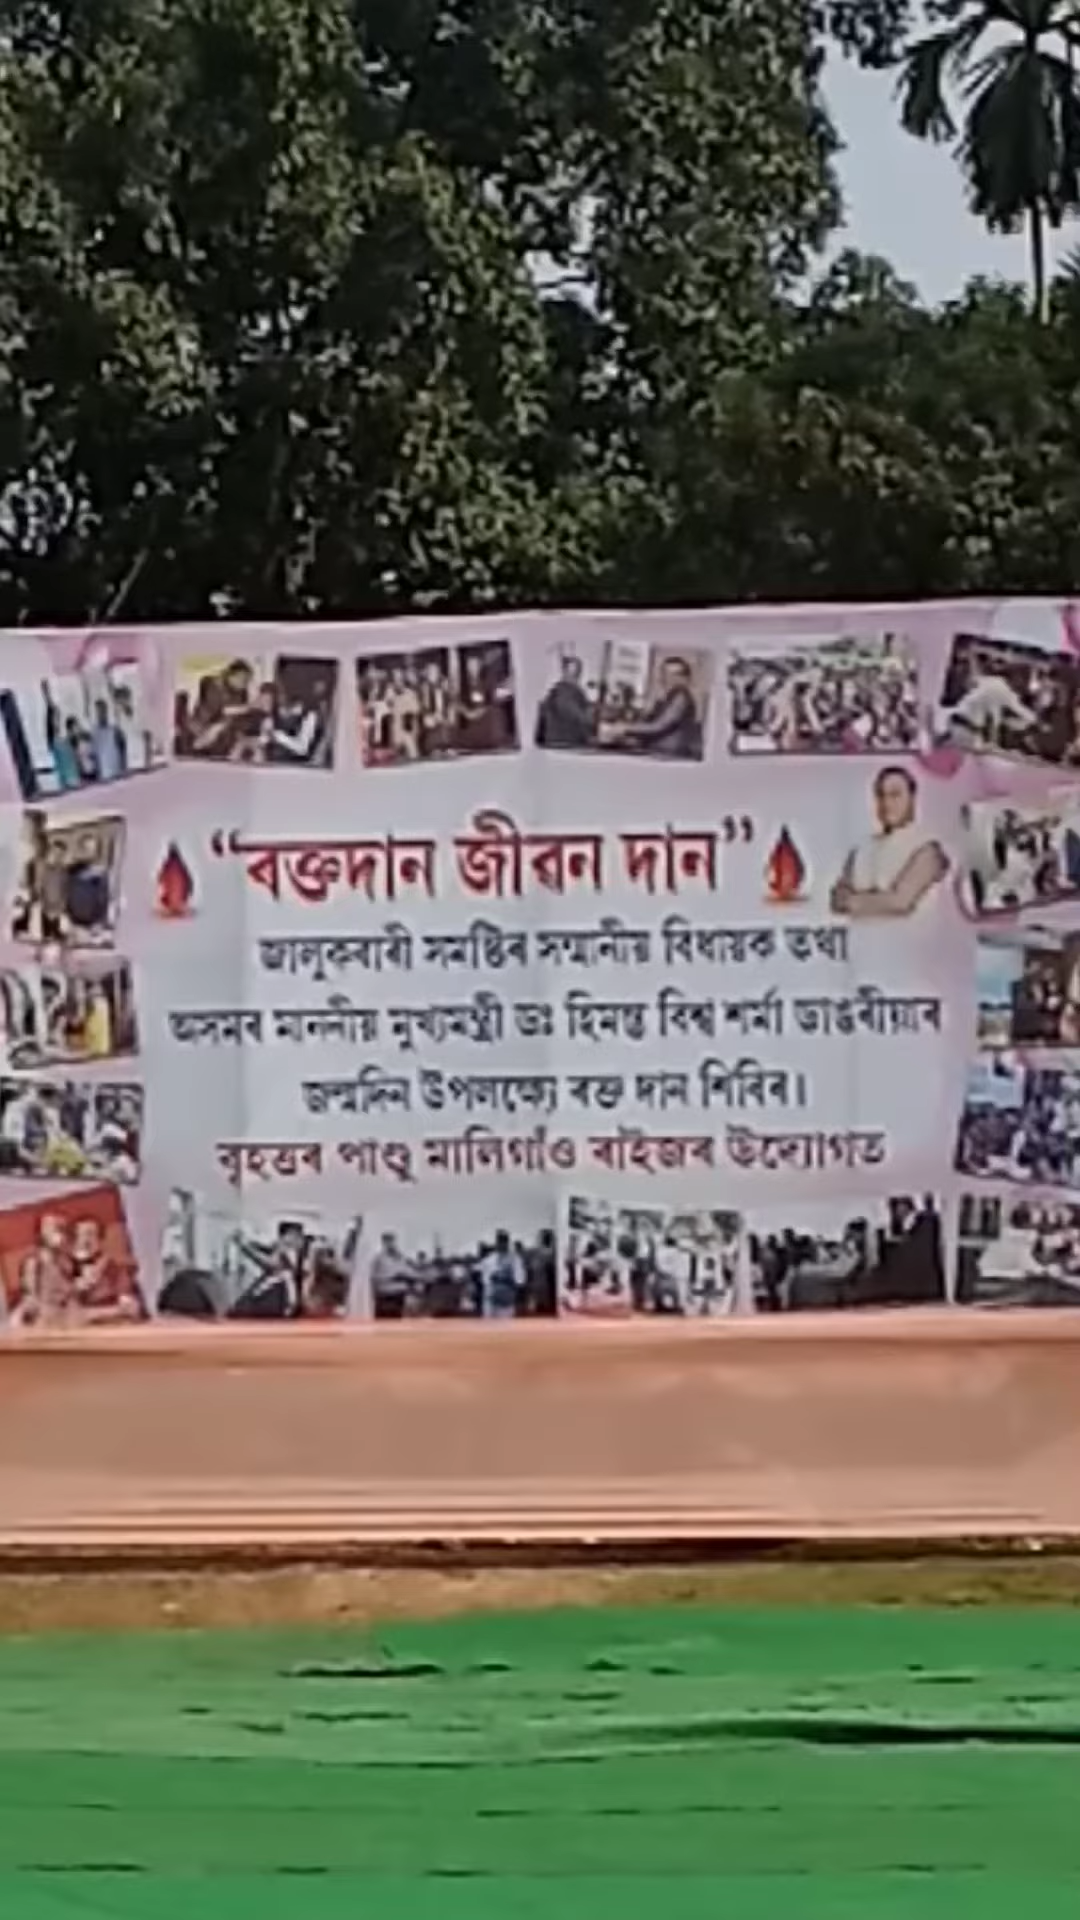 “ৰক্তদান জীৱন দান”
জালুকবাৰী সমষ্টিৰ সন্মানীয় বিধায়ক তথা
অসমৰ মাননীয় মুখ্যমন্ত্ৰী ডঃ হিমন্ত বিশ্ব শৰ্মা ডাঙৰীয়াৰ
জন্মদিন উপলক্ষ্যে ৰক্ত দান শিবিৰ।
বৃহত্তৰ পাণ্ডু মালিগাঁও ৰাইজৰ উদ্যোগত